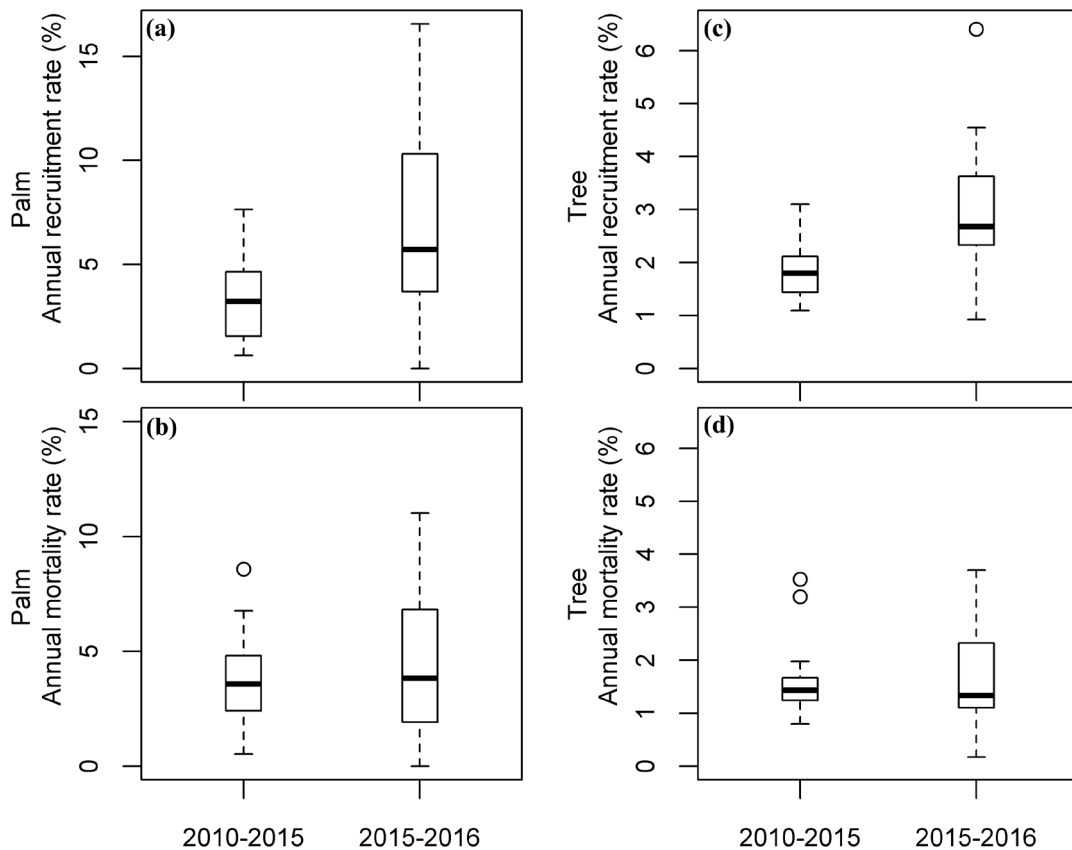 (a)
Palm
Annual recruitment rate (%)
0
5
10
15
(c)
Tree
Annual recruitment rate (%)
0
1
2
3
4
5
6
(b)
Palm
Annual mortality rate (%)
0
5
10
15
2010-2015
2015-2016
(d)
Tree
Annual mortality rate (%)
0
1
2
3
4
5
6
2010-2015
2015-2016